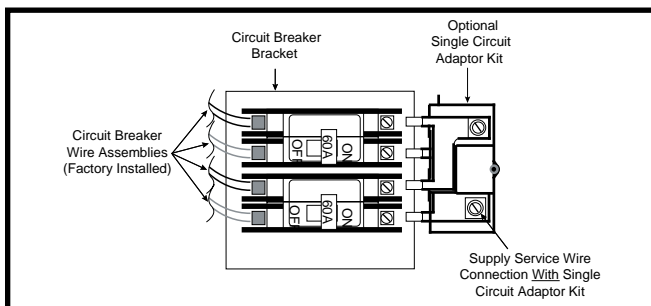 Circuit Breaker
Bracket
Optional
Single Circuit
Adaptor Kit
Circuit Breaker
Wire Assemblies
(Factory Installed)
OFF
60A
ON
OFF
60A
ON
Supply Service Wire
Connection With Single
Circuit Adaptor Kit